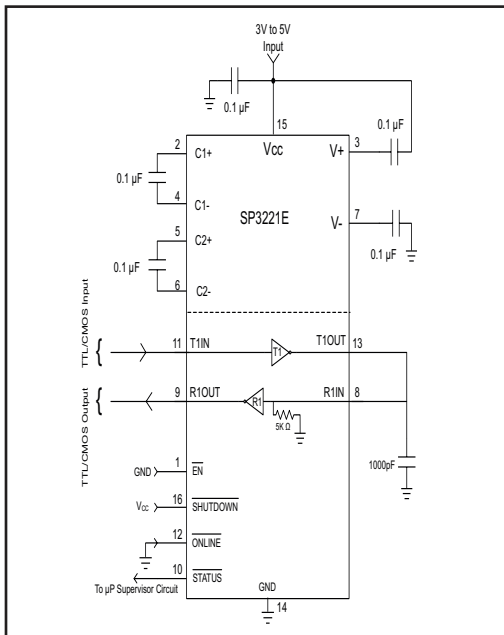 3V to 5V
Input
0.1 µF
15
0.1 µF
2
C1+
Vcc
V+
3
0.1 µF
4
C1-
SP3221E
5
C2+
V-
7
0.1 µF
6
C2-
0.1 µF
TTL/CMOS Input
11
T1IN
T1
T1OUT
13
TTL/CMOS Output
9
R1OUT
R1
R1IN
8
5K Ω
1000pF
GND
1
EN
Vcc
16
SHUTDOWN
12
ONLINE
10
STATUS
To µP Supervisor Circuit
GND
14